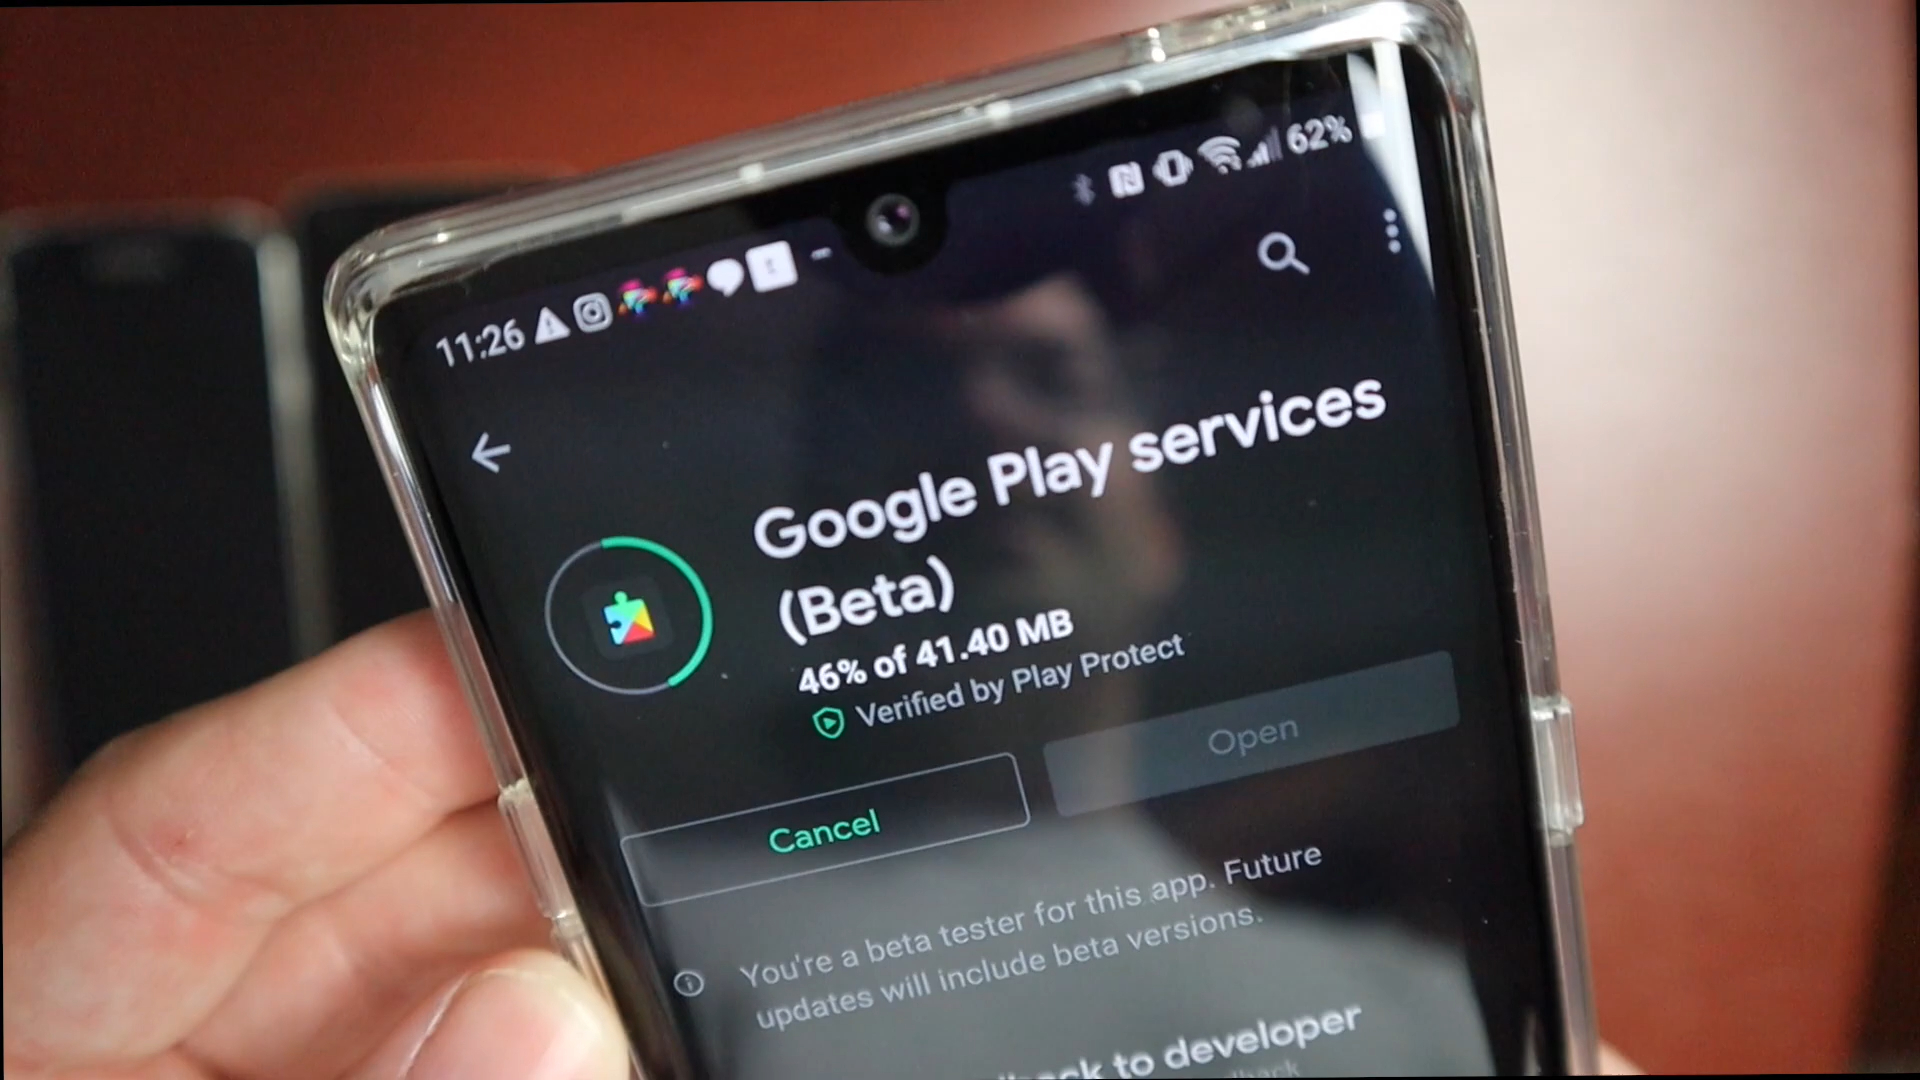 11:26 62%
Google Play services
(Beta)
46% of 41.40 MB
Verified by Play Protect
Cancel Open
You're a beta tester for this app. Future
updates will include beta versions.
to developer